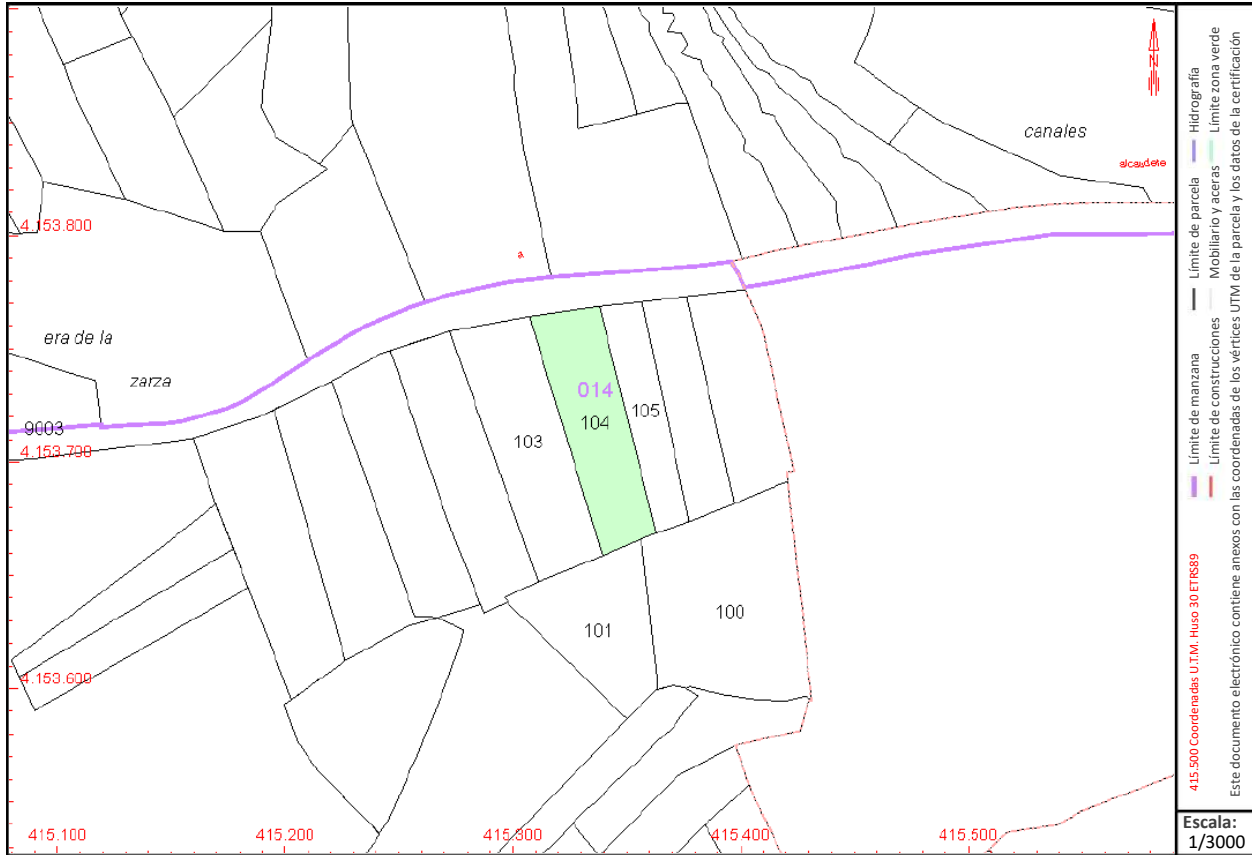 canales
alcaudete
4.153.800
a
era de la
zarza
014
9003
4.153.700
103
104
105
4.153.600
101
100
415.100
415.200
415.300
415.400
415.500
N
415.500 Coordenadas U.T.M. Huso 30 ETRS89
Límite de manzana
Límite de parcela
Hidrografía
Límite de construcciones
Mobiliario y aceras
Límite zona verde
Este documento electrónico contiene anexos con las coordenadas de los vértices UTM de la parcela y los datos de la certificación
Escala:
1/3000